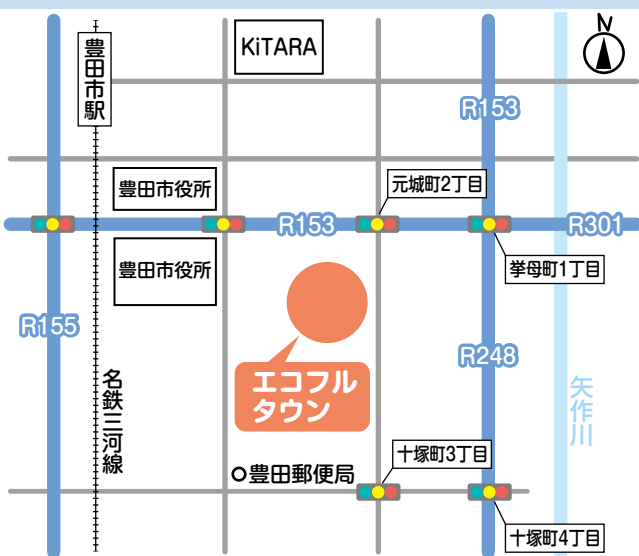 KiTARA
N
豊田市駅
R153
元城町2丁目
豊田市役所
R153
R301
挙母町1丁目
豊田市役所
R155
R248
エコフル
タウン
名鉄三河線
矢作川
十塚町3丁目
豊田郵便局
十塚町4丁目